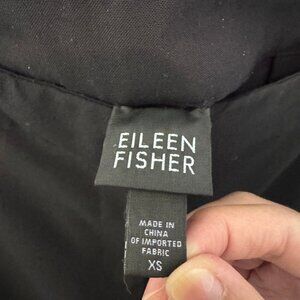 EILEEN
FISHER
MADE IN
CHINA
OF IMPORTED
FABRIC
XS